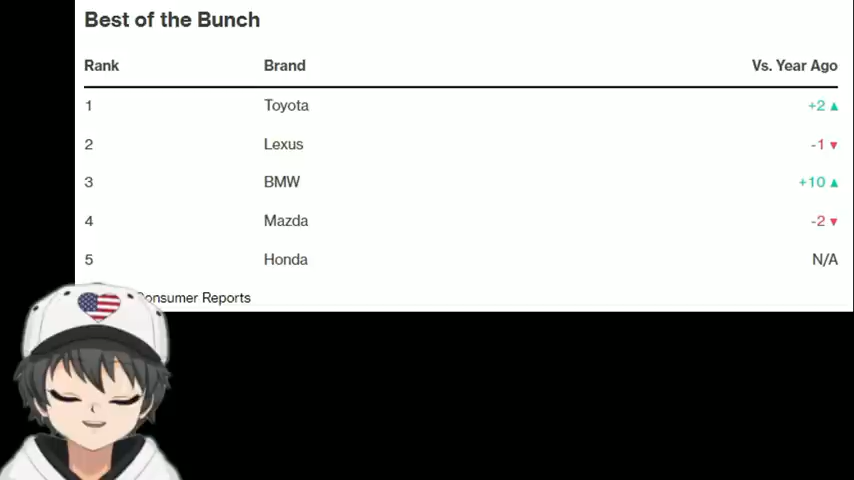 Best of the Bunch
Rank Brand Vs. Year Ago
1 Toyota +2 ▲
2 Lexus -1 ▼
3 BMW +10 ▲
4 Mazda -2 ▼
5 Honda N/A
Consumer Reports